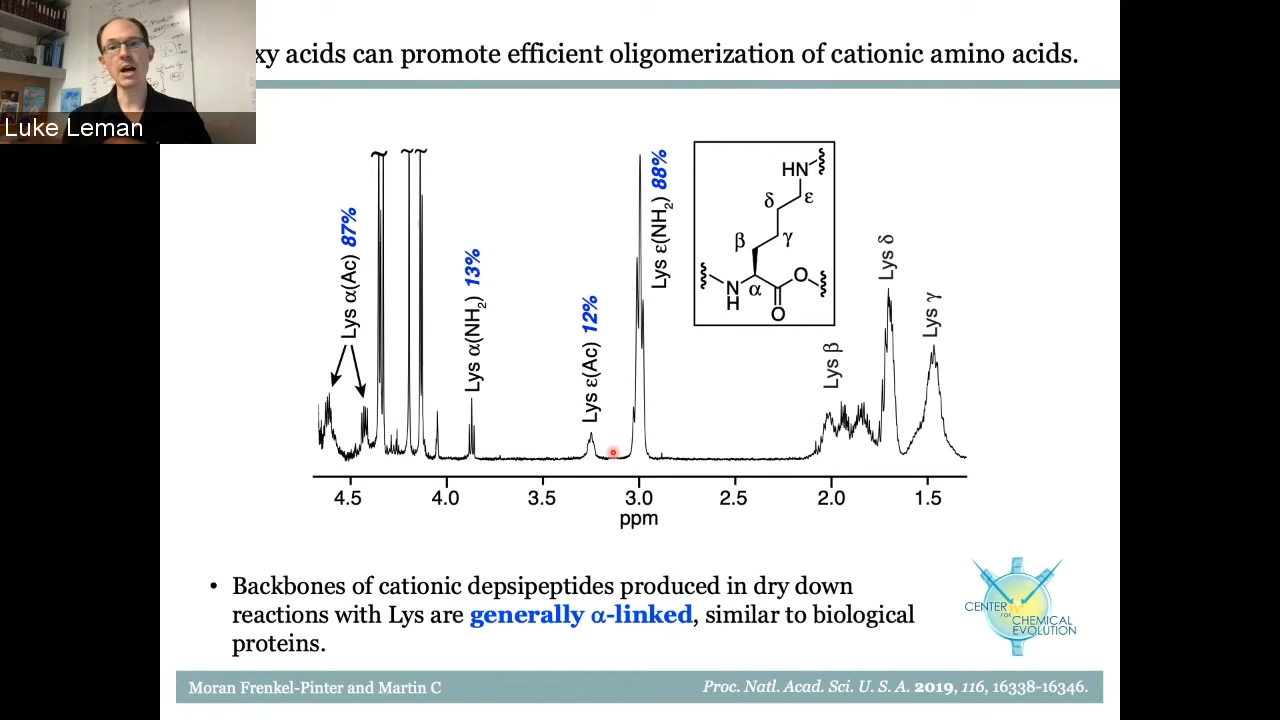 Luke Leman
xy acids can promote efficient oligomerization of cationic amino acids.
Lys α(Ac) 87%
Lys α(NH2) 13%
Lys ε(Ac) 12%
Lys ε(NH2) 88%
HN
δ
ε
β
γ
N
H
α
O
O
Lys β
Lys δ
Lys γ
4.5 4.0 3.5 3.0 2.5 2.0 1.5
ppm
• Backbones of cationic depsipeptides produced in dry down
reactions with Lys are generally α-linked, similar to biological
proteins.
CENTER
FOR
CHEMICAL
EVOLUTION
Moran Frenkel-Pinter and Martin C
Proc. Natl. Acad. Sci. U. S. A. 2019, 116, 16338-16346.